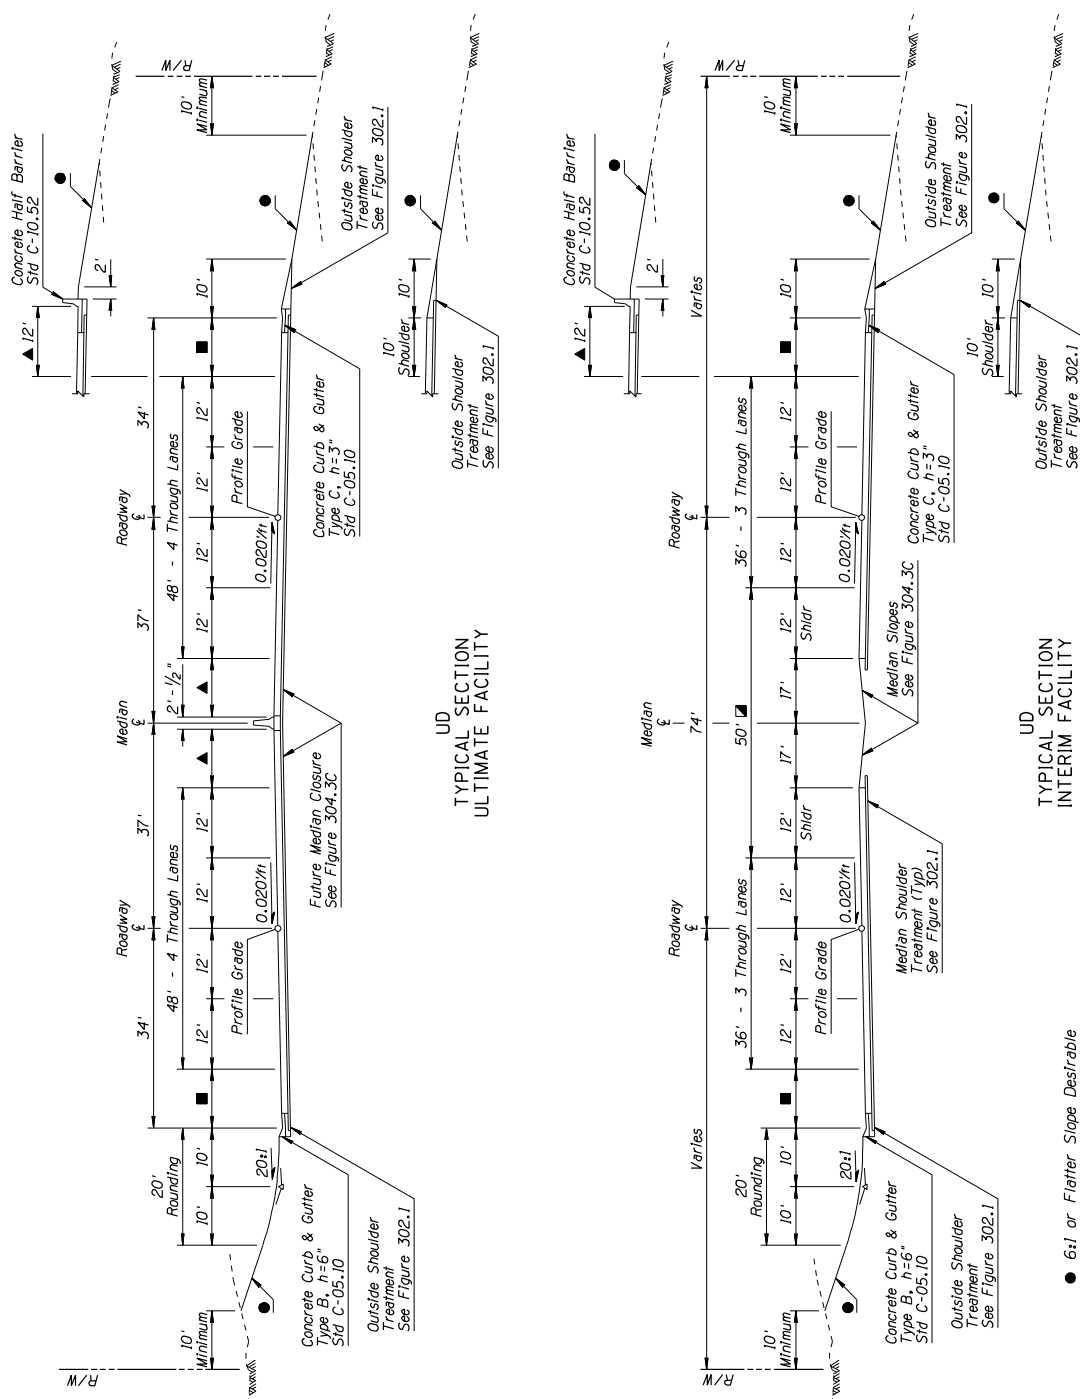 R/W
10'
Minimum
20'
Rounding
10'
10'
20:1
Concrete Curb & Gutter
Type B, h=6"
Std C-05.10
Outside Shoulder
Treatment
See Figure 302.1
34'
Roadway
℄
37'
Median
℄
37'
Roadway
℄
34'
48' - 4 Through Lanes
2'-½"
48' - 4 Through Lanes
■
12'
12'
12'
12'
▲
▲
12'
12'
12'
12'
■
10'
10'
Minimum
R/W
Profile Grade
0.020'/ft
0.020'/ft
Profile Grade
Future Median Closure
See Figure 304.3C
Concrete Curb & Gutter
Type C, h=3"
Std C-05.10
Outside Shoulder
Treatment
See Figure 302.1
▲ 12'
2'
Concrete Half Barrier
Std C-10.52
●
●
●
●
10'
Shoulder
10'
Outside Shoulder
Treatment
See Figure 302.1
UD
TYPICAL SECTION
ULTIMATE FACILITY
R/W
10'
Minimum
20'
Rounding
10'
10'
20:1
Concrete Curb & Gutter
Type B, h=6"
Std C-05.10
Outside Shoulder
Treatment
See Figure 302.1
Varies
Roadway
℄
Median
℄
74'
Roadway
℄
Varies
36' - 3 Through Lanes
50' ◪
36' - 3 Through Lanes
■
12'
12'
12'
12'
Shldr
17'
17'
12'
Shldr
12'
12'
12'
■
10'
10'
Minimum
R/W
Profile Grade
0.020'/ft
0.020'/ft
Profile Grade
Median Shoulder
Treatment (Typ)
See Figure 302.1
Median Slopes
See Figure 304.3C
Concrete Curb & Gutter
Type C, h=3"
Std C-05.10
Outside Shoulder
Treatment
See Figure 302.1
▲ 12'
2'
Concrete Half Barrier
Std C-10.52
●
●
●
●
10'
Shoulder
10'
Outside Shoulder
Treatment
See Figure 302.1
UD
TYPICAL SECTION
INTERIM FACILITY
● 6:1 or Flatter Slope Desirable